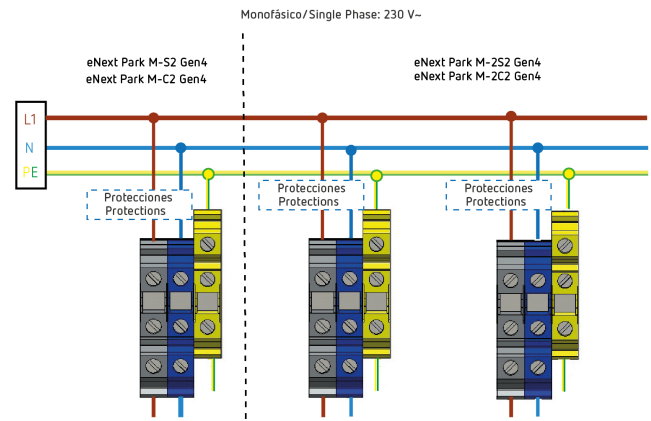 Monofásico/Single Phase: 230 V~
eNext Park M-S2 Gen4
eNext Park M-C2 Gen4
eNext Park M-2S2 Gen4
eNext Park M-2C2 Gen4
L1
N
PE
Protecciones
Protections
Protecciones
Protections
Protecciones
Protections